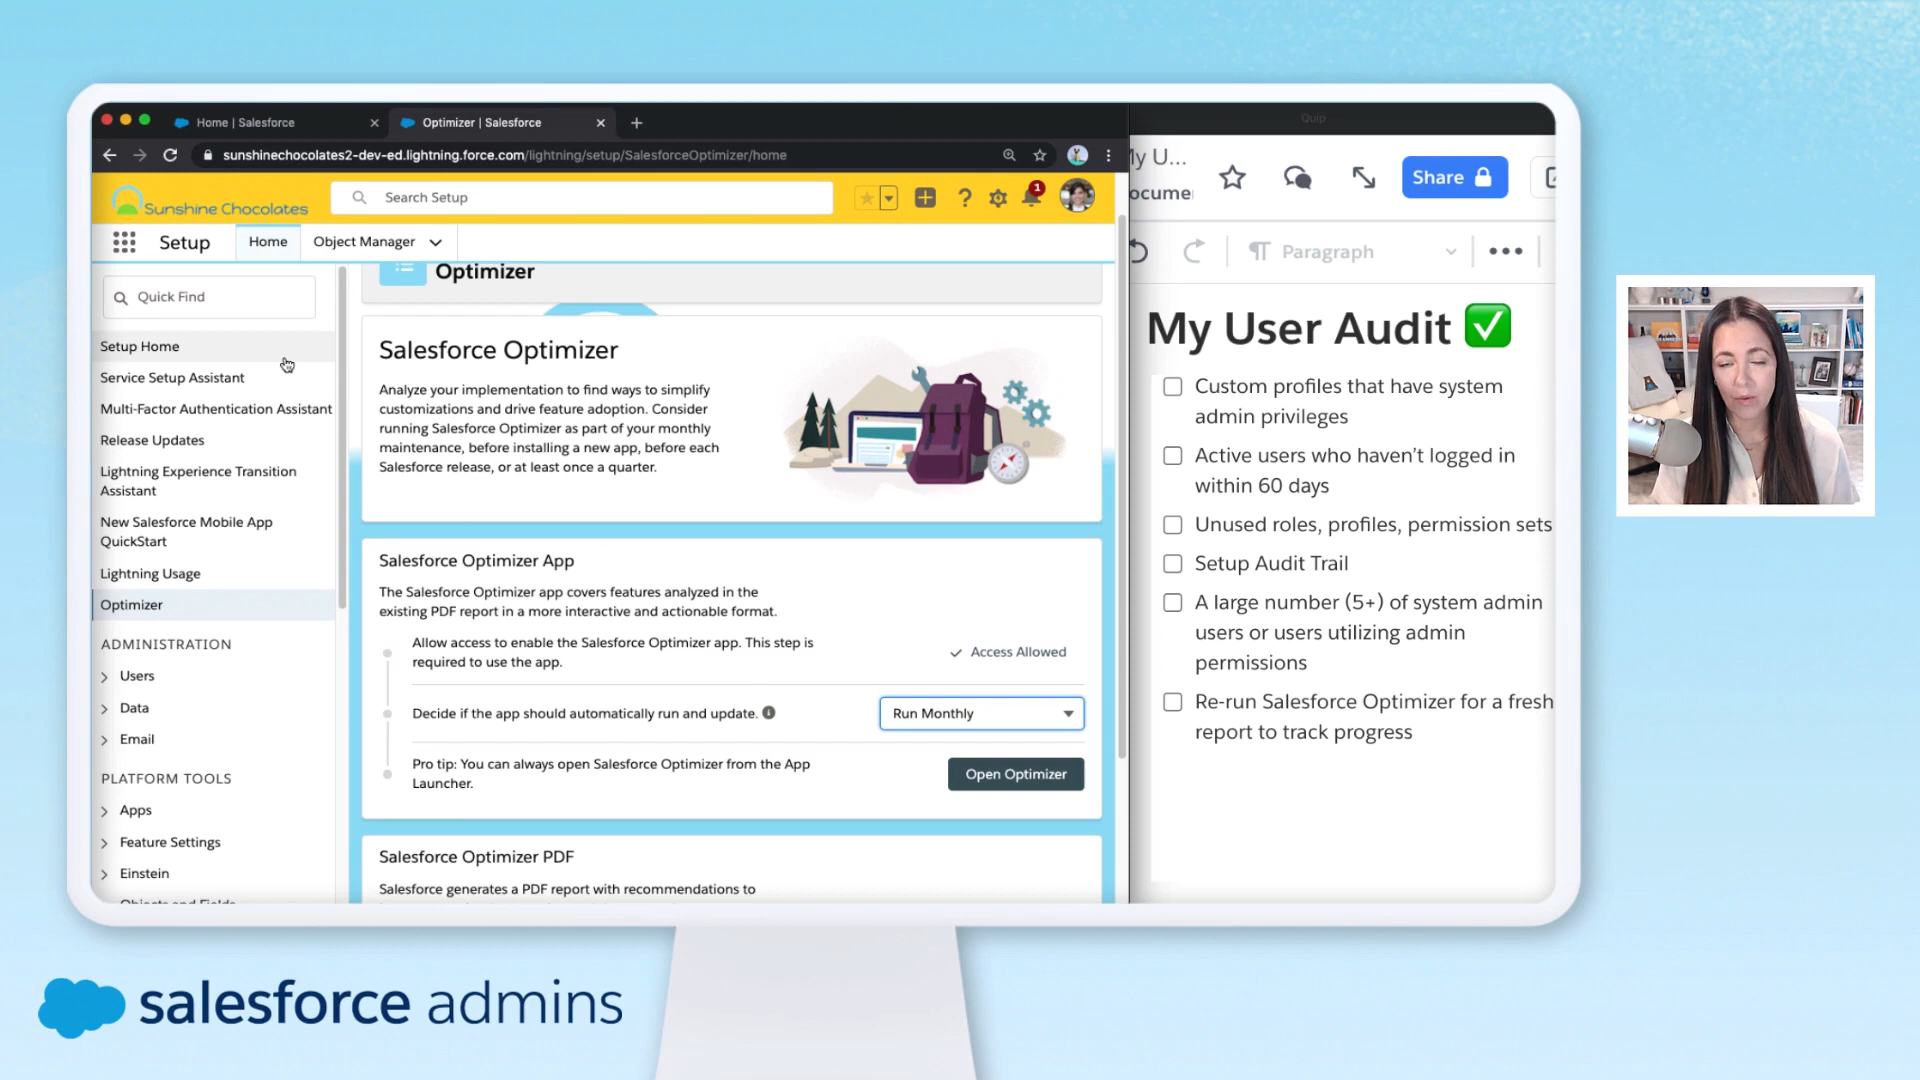 Home | Salesforce
Optimizer | Salesforce
sunshinechocolates2-dev-ed.lightning.force.com/lightning/setup/SalesforceOptimizer/home
Sunshine Chocolates
Search Setup
1
Setup
Home
Object Manager
Quick Find
Setup Home
Service Setup Assistant
Multi-Factor Authentication Assistant
Release Updates
Lightning Experience Transition
Assistant
New Salesforce Mobile App
QuickStart
Lightning Usage
Optimizer
ADMINISTRATION
Users
Data
Email
PLATFORM TOOLS
Apps
Feature Settings
Einstein
Objects and Fields
Optimizer
Salesforce Optimizer
Analyze your implementation to find ways to simplify
customizations and drive feature adoption. Consider
running Salesforce Optimizer as part of your monthly
maintenance, before installing a new app, before each
Salesforce release, or at least once a quarter.
Salesforce Optimizer App
The Salesforce Optimizer app covers features analyzed in the
existing PDF report in a more interactive and actionable format.
Allow access to enable the Salesforce Optimizer app. This step is
required to use the app.
Access Allowed
Decide if the app should automatically run and update.
Run Monthly
Pro tip: You can always open Salesforce Optimizer from the App
Launcher.
Open Optimizer
Salesforce Optimizer PDF
Salesforce generates a PDF report with recommendations to
Quip
My U...
ocume
Share
Paragraph
My User Audit ✅
Custom profiles that have system
admin privileges
Active users who haven’t logged in
within 60 days
Unused roles, profiles, permission sets
Setup Audit Trail
A large number (5+) of system admin
users or users utilizing admin
permissions
Re-run Salesforce Optimizer for a fresh
report to track progress
salesforce admins